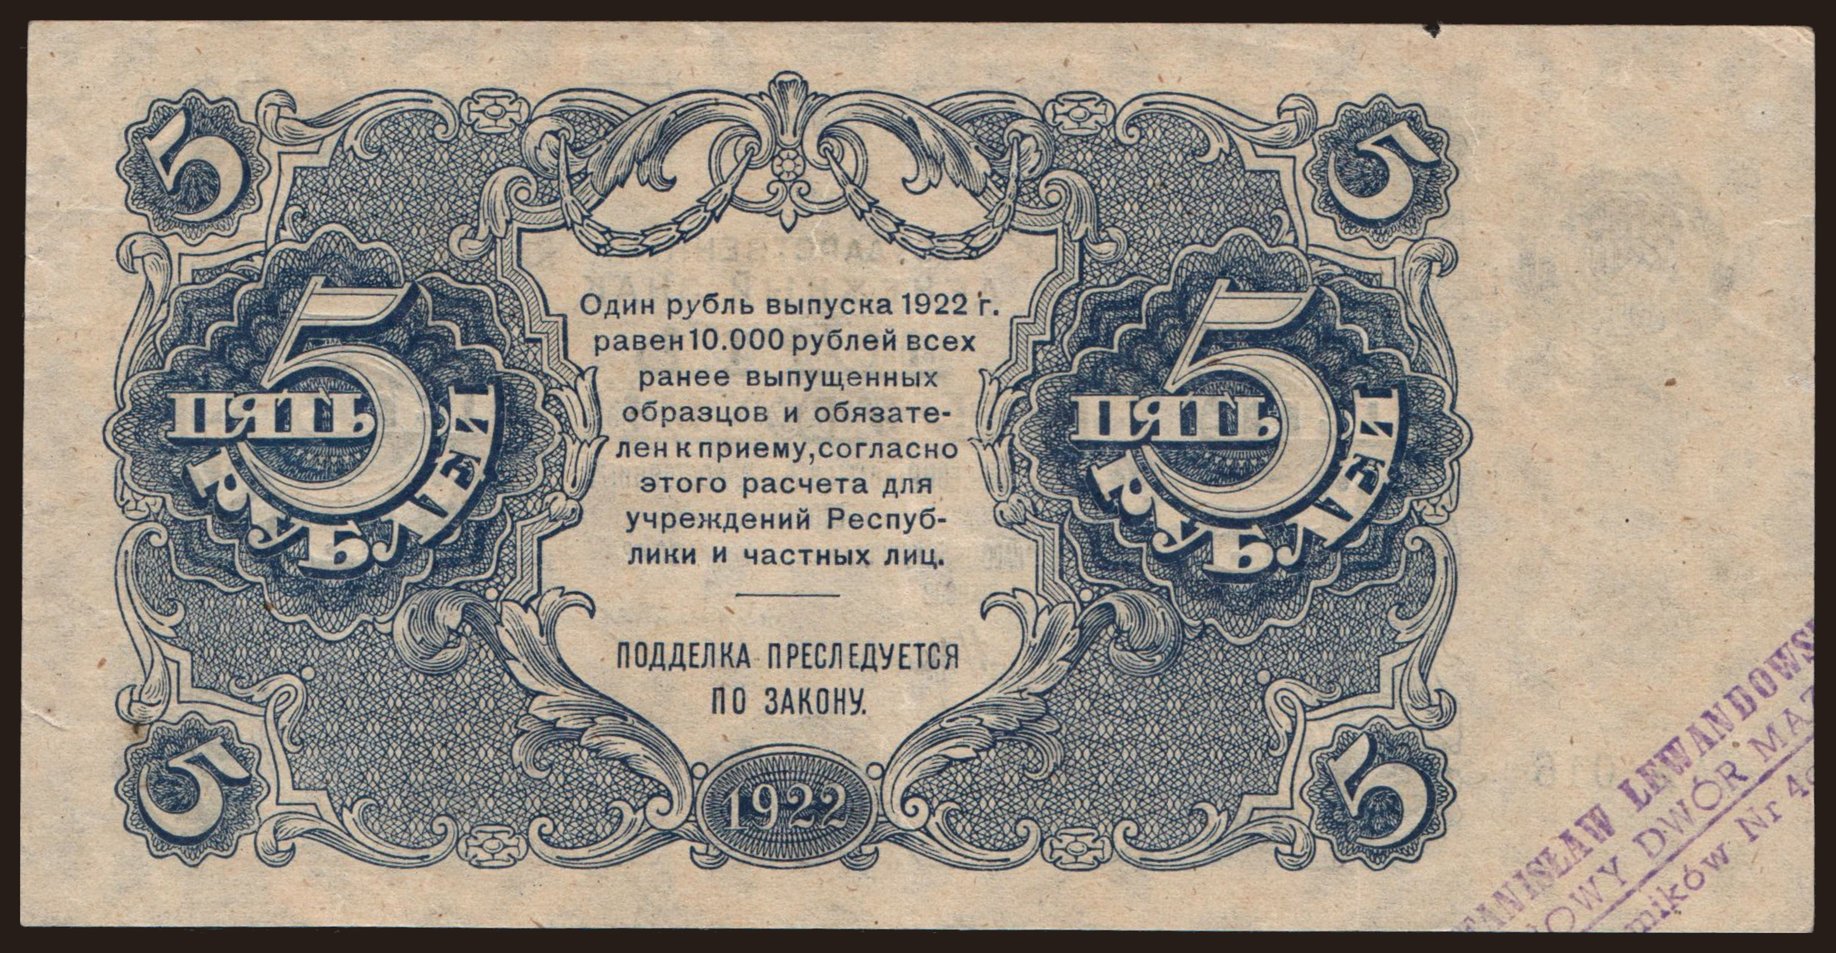 5
5
Один рубль выпуска 1922 г.
равен 10.000 рублей всех
ранее выпущенных
образцов и обязате-
лен к приему, согласно
этого расчета для
учреждений Респуб-
лики и частных лиц.
5
ПЯТЬ
РУБЛЕЙ
5
ПЯТЬ
РУБЛЕЙ
ПОДДЕЛКА ПРЕСЛЕДУЕТСЯ
ПО ЗАКОНУ.
5
1922
5
LEWANDOWS
DWÓR MAZ
Nr